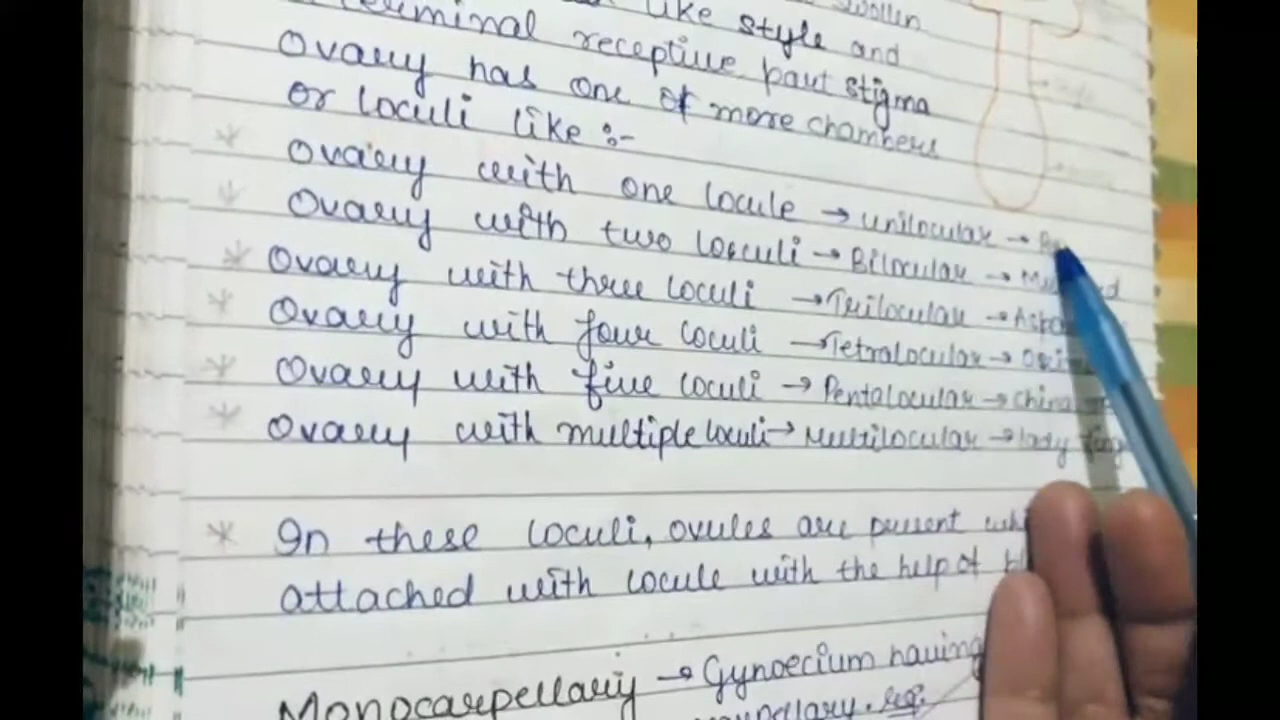 like style and
terminal receptive part stigma
Ovary has one or more chambers
or loculi like :-
* Ovary with one locule → unilocular →
* Ovary with two loculi → Bilocular →
* Ovary with three loculi → Trilocular →
* Ovary with four loculi → Tetralocular →
* Ovary with five loculi → Pentalocular → China
* Ovary with multiple loculi → Multilocular → lady
* In these loculi, ovules are present
attached with locule with the help of
Monocarpellary → Gynoecium having
eg.